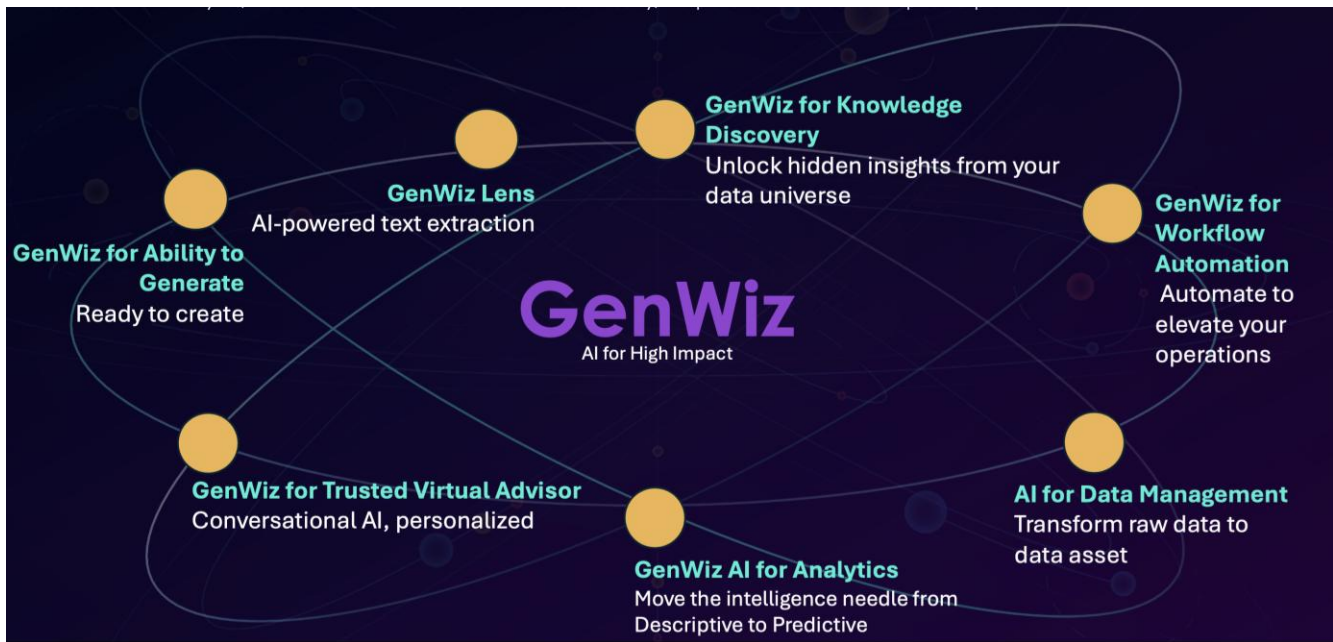 GenWiz for Knowledge
Discovery
Unlock hidden insights from your
data universe
GenWiz Lens
AI-powered text extraction
GenWiz for
Workflow
Automation
Automate to
elevate your
operations
GenWiz for Ability to
Generate
Ready to create
GenWiz
AI for High Impact
GenWiz for Trusted Virtual Advisor
Conversational AI, personalized
AI for Data Management
Transform raw data to
data asset
GenWiz AI for Analytics
Move the intelligence needle from
Descriptive to Predictive